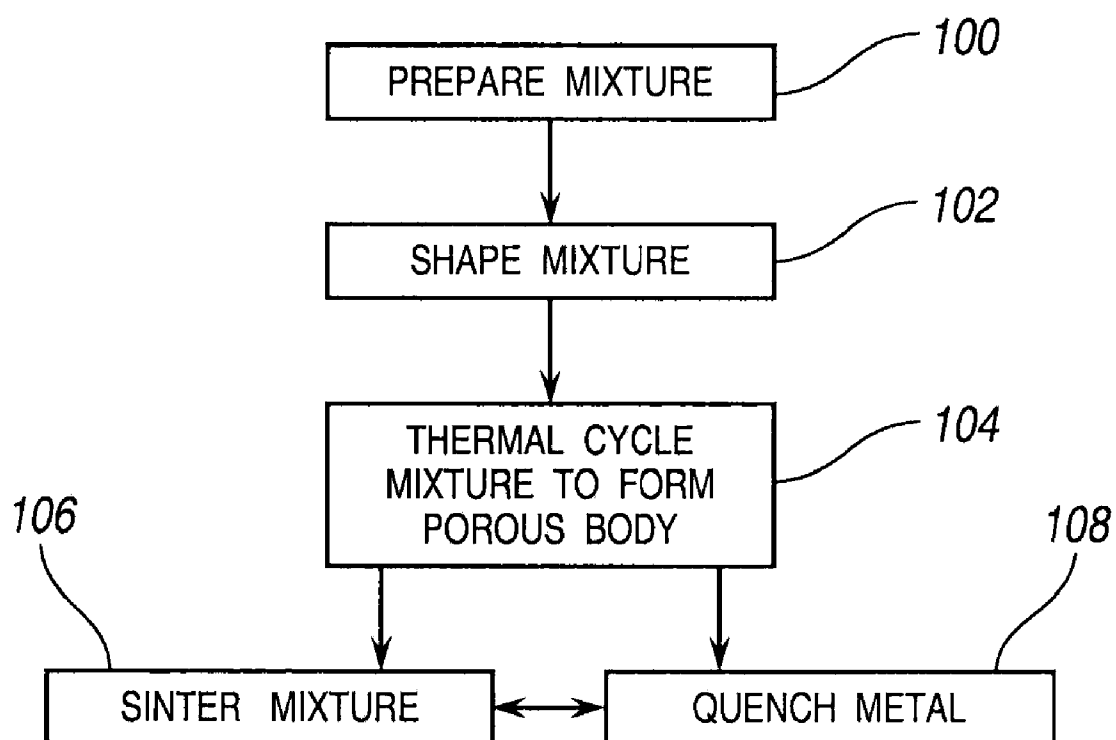 100
PREPARE MIXTURE
102
SHAPE MIXTURE
104
THERMAL CYCLE
MIXTURE TO FORM
POROUS BODY
106
108
SINTER MIXTURE
QUENCH METAL